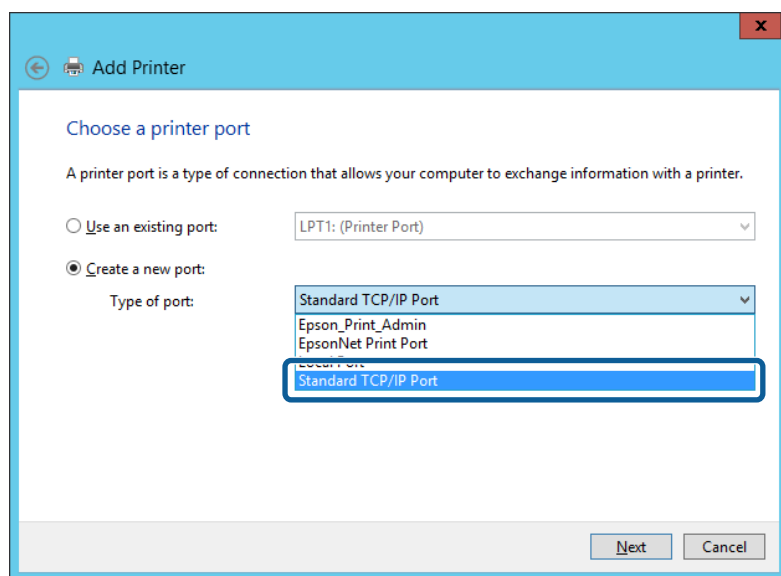 x
Add Printer
Choose a printer port
A printer port is a type of connection that allows your computer to exchange information with a printer.
Use an existing port:
LPT1: (Printer Port)
Create a new port:
Type of port:
Standard TCP/IP Port
Epson_Print_Admin
EpsonNet Print Port
Local Port
Standard TCP/IP Port
Next
Cancel